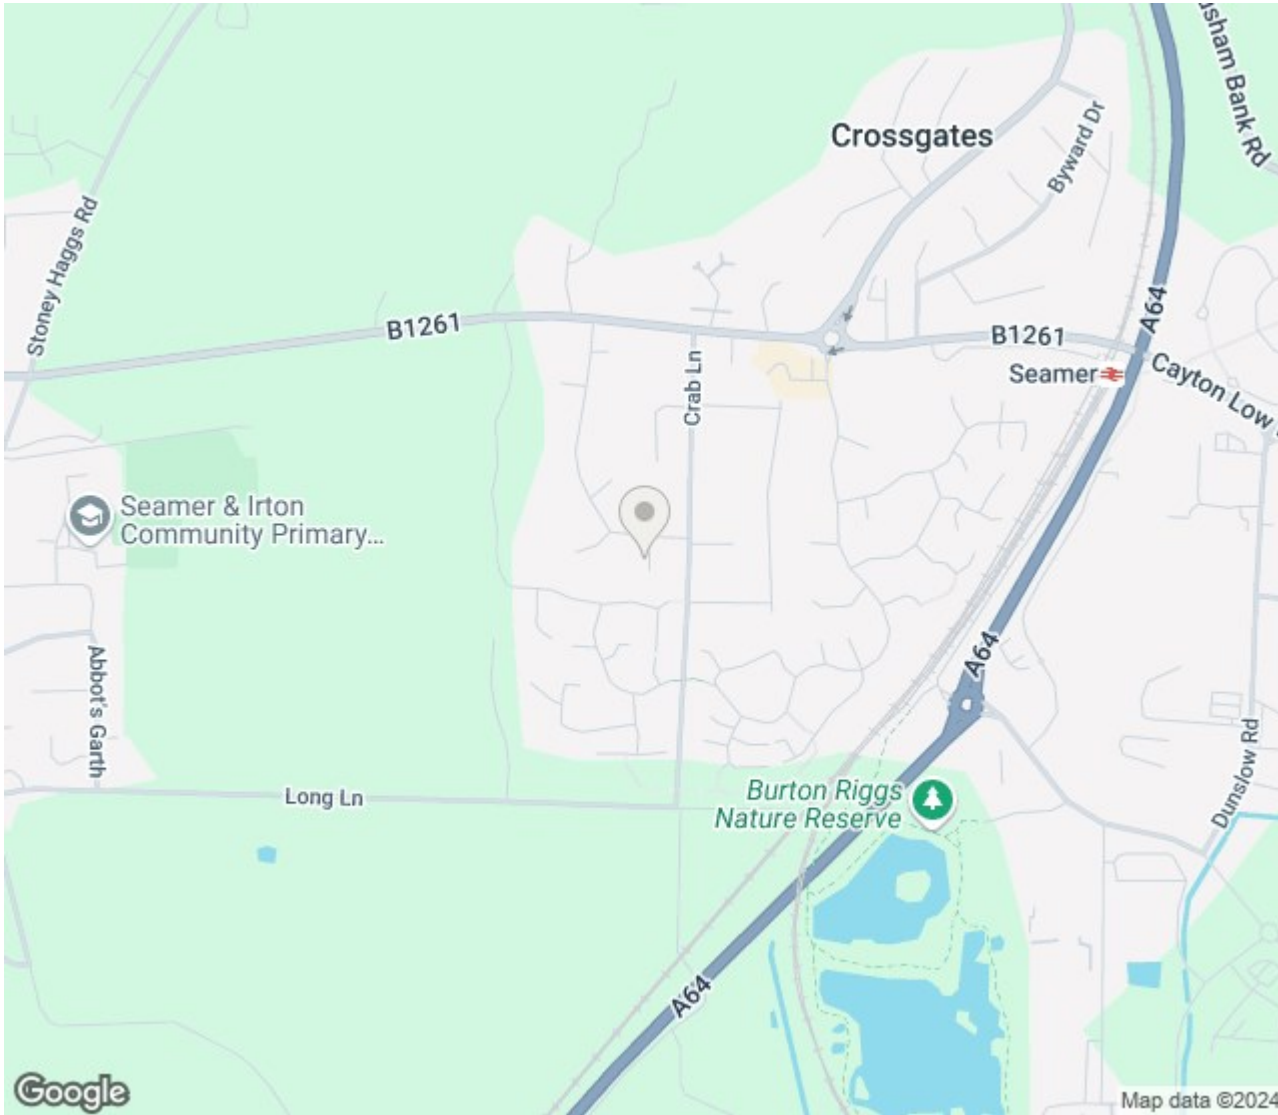 usham Bank Rd
Crossgates
Byward Dr
Stoney Haggs Rd
B1261
B1261
A64
Seamer
Cayton Low
Crab Ln
Seamer & Irton
Community Primary...
A64
Abbot's Garth
Dunslow Rd
Long Ln
Burton Riggs
Nature Reserve
A64
Google
Map data ©2024